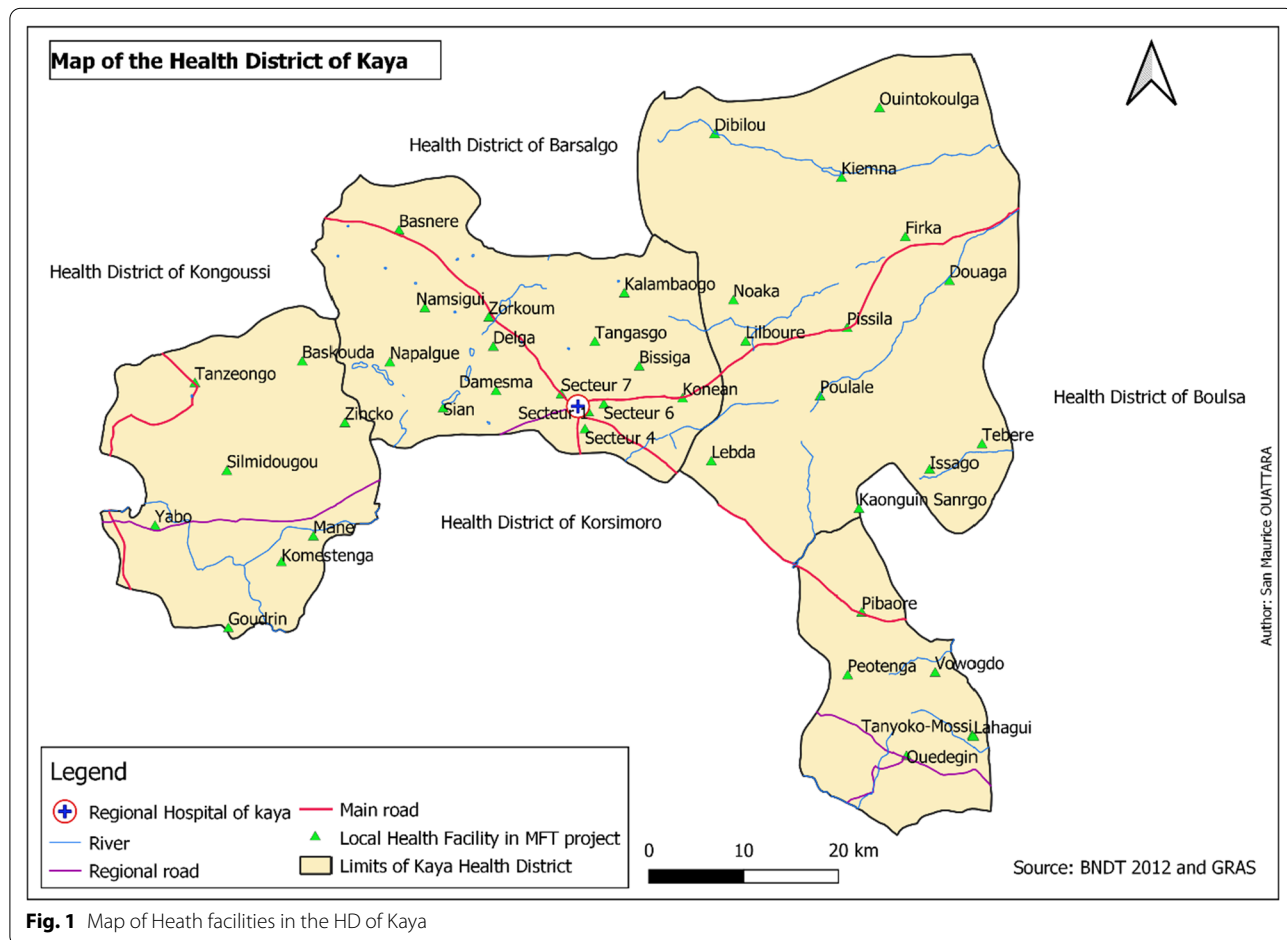 Map of the Health District of Kaya
Ouintokoulga
Dibilou
Health District of Barsalgo
Kiemna
Basnere
Firka
Health District of Kongoussi
Douaga
Kalambaogo
Noaka
Namsigui
Zorkoum
Pissila
Tangasgo
Lilboure
Delga
Baskouda
Napalgue
Bissiga
Tanzeongo
Damesma
Secteur 7
Konean
Poulale
Health District of Boulsa
Zincko
Sian
Secteur 1
Secteur 6
Secteur 4
Tebere
Lebda
Issago
Silmidougou
Kaonguin Sanrgo
Health District of Korsimoro
Yabo
Mane
Komestenga
Pibaore
Goudrin
Peotenga
Vowogdo
Tanyoko-Mossi
Lahagui
Ouedegin
Author: San Maurice OUATTARA
Legend
Regional Hospital of kaya
River
Regional road
Main road
Local Health Facility in MFT project
Limits of Kaya Health District
0 10 20 km
Source: BNDT 2012 and GRAS
Fig. 1 Map of Heath facilities in the HD of Kaya